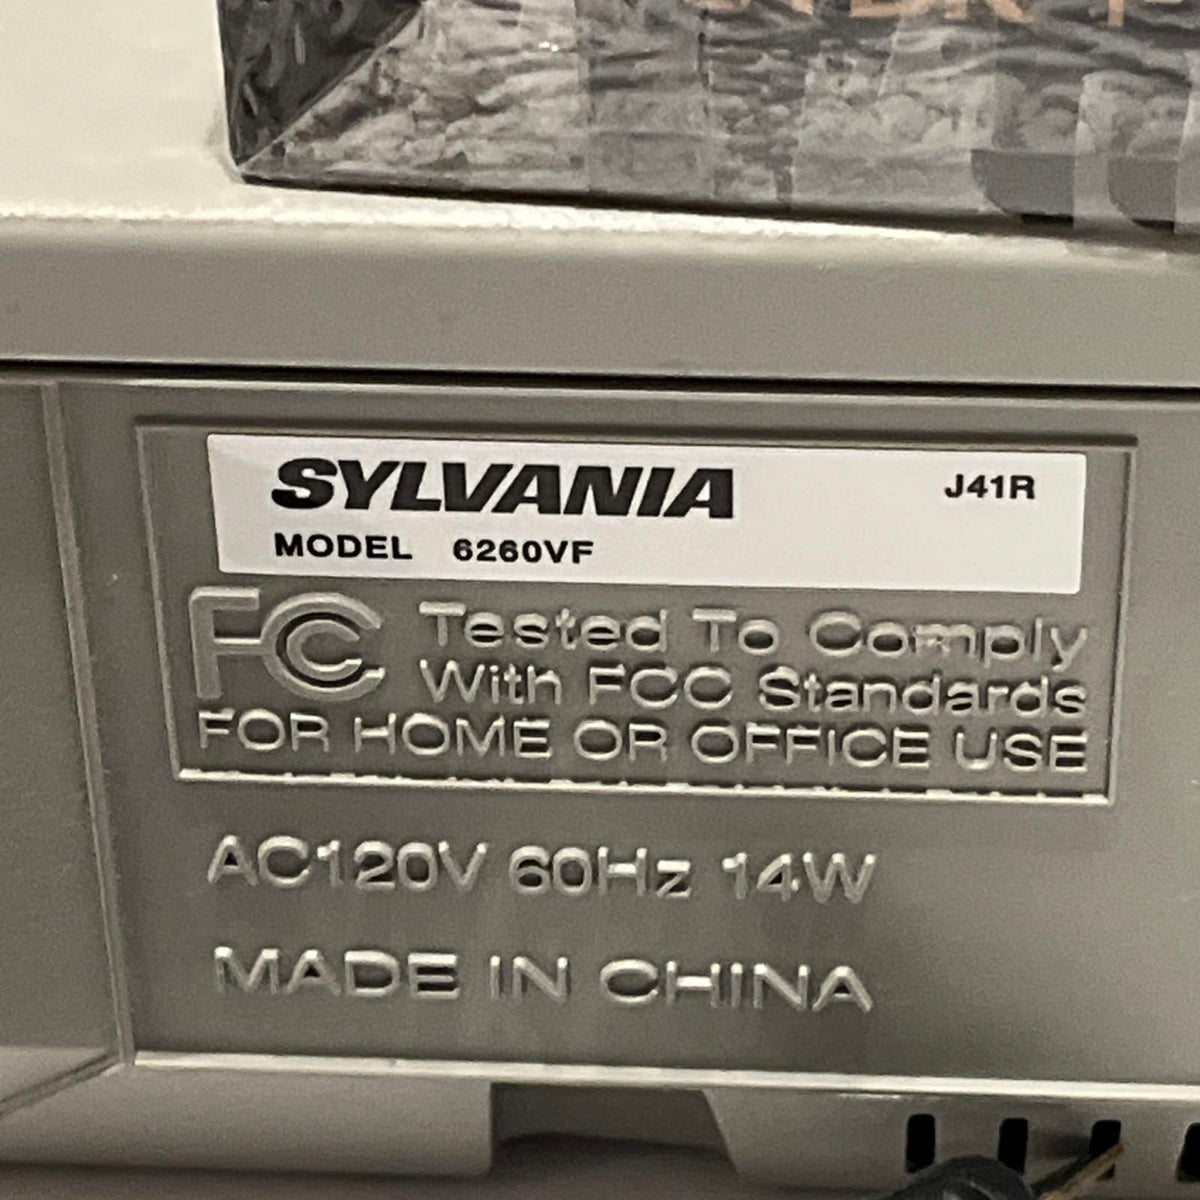 SYLVANIA J41R
MODEL 6260VF
FC Tested To Comply
With FCC Standards
FOR HOME OR OFFICE USE
AC120V 60Hz 14W
MADE IN CHINA